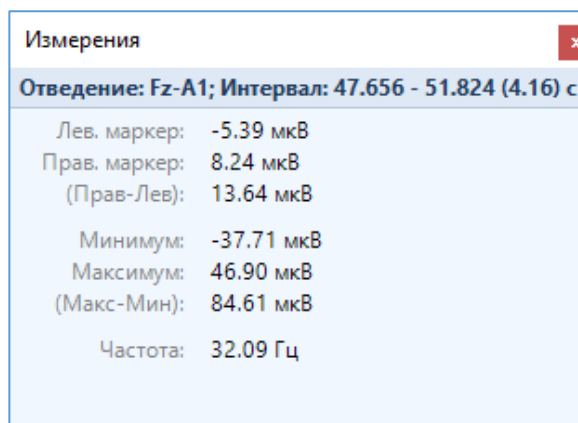 Измерения
Отведение: Fz-A1; Интервал: 47.656 - 51.824 (4.16) с
Лев. маркер: -5.39 мкВ
Прав. маркер: 8.24 мкВ
(Прав-Лев): 13.64 мкВ
Минимум: -37.71 мкВ
Максимум: 46.90 мкВ
(Макс-Мин): 84.61 мкВ
Частота: 32.09 Гц